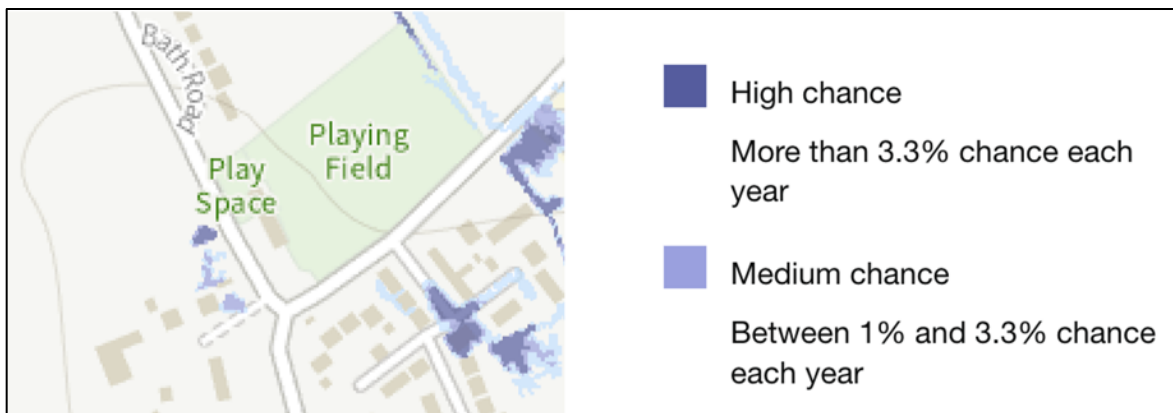 Bath Road
Playing
Field
Play
Space
High chance
More than 3.3% chance each
year
Medium chance
Between 1% and 3.3% chance
each year